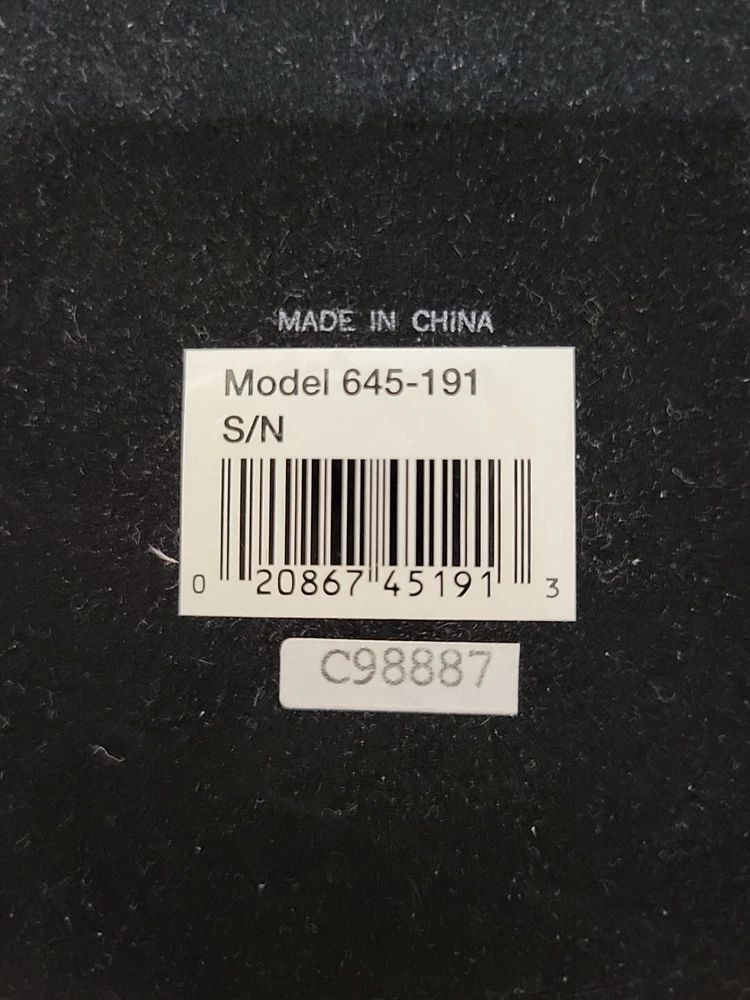 MADE IN CHINA
Model 645-191
S/N
0 20867 45191 3
C98887